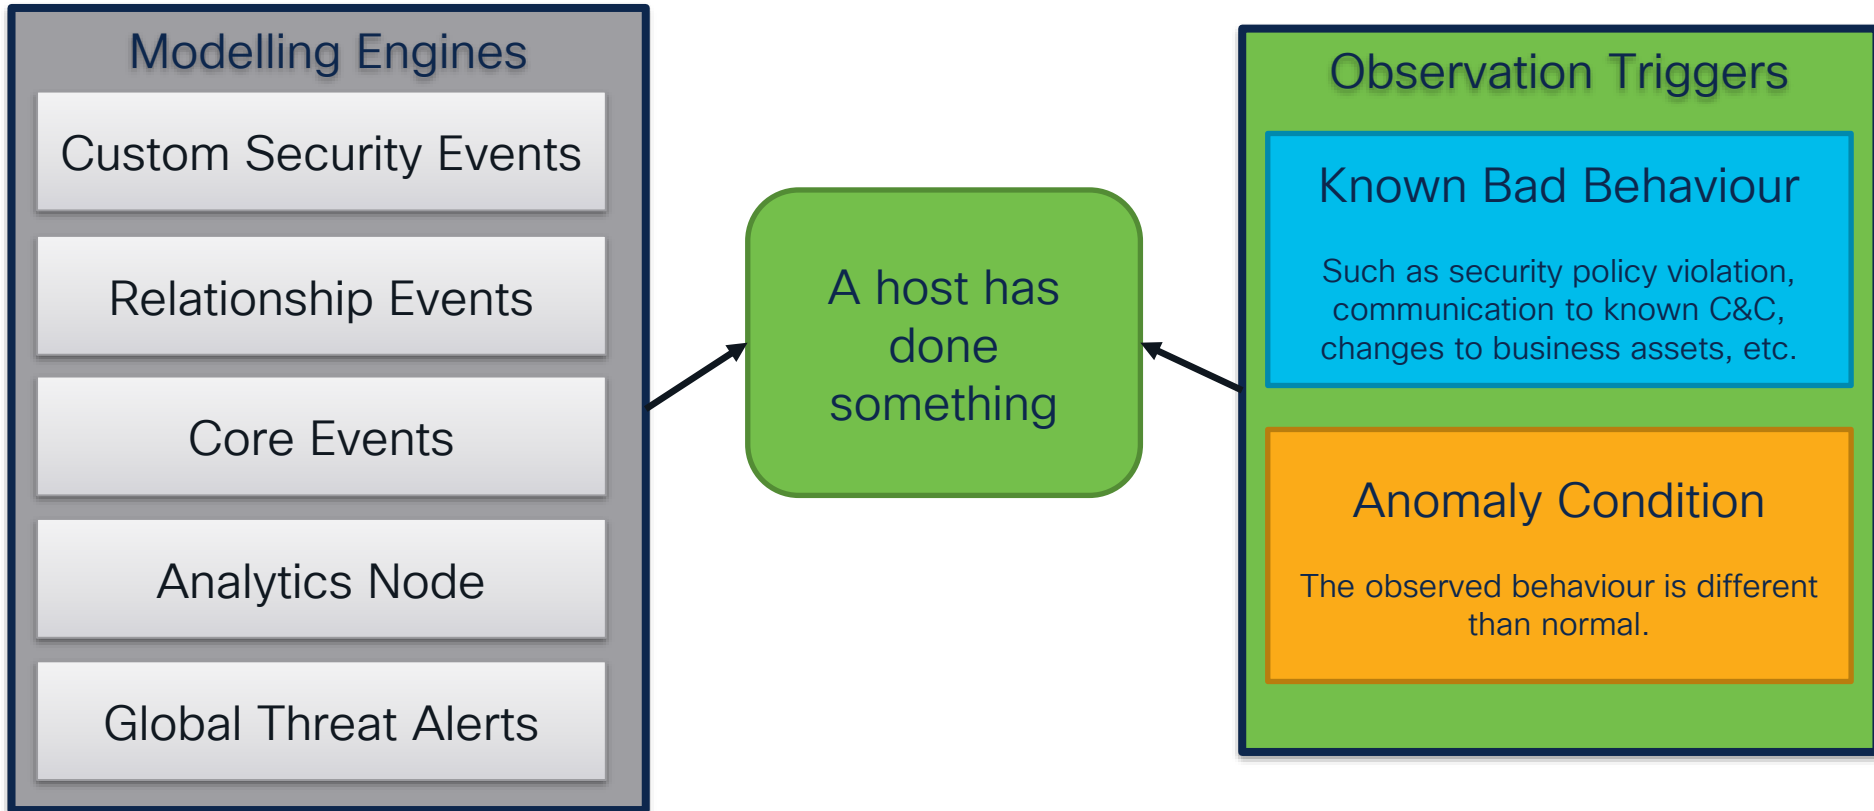 Modelling Engines
Custom Security Events
Relationship Events
Core Events
Analytics Node
Global Threat Alerts
A host has
done
something
Observation Triggers
Known Bad Behaviour
Such as security policy violation,
communication to known C&C,
changes to business assets, etc.
Anomaly Condition
The observed behaviour is different
than normal.